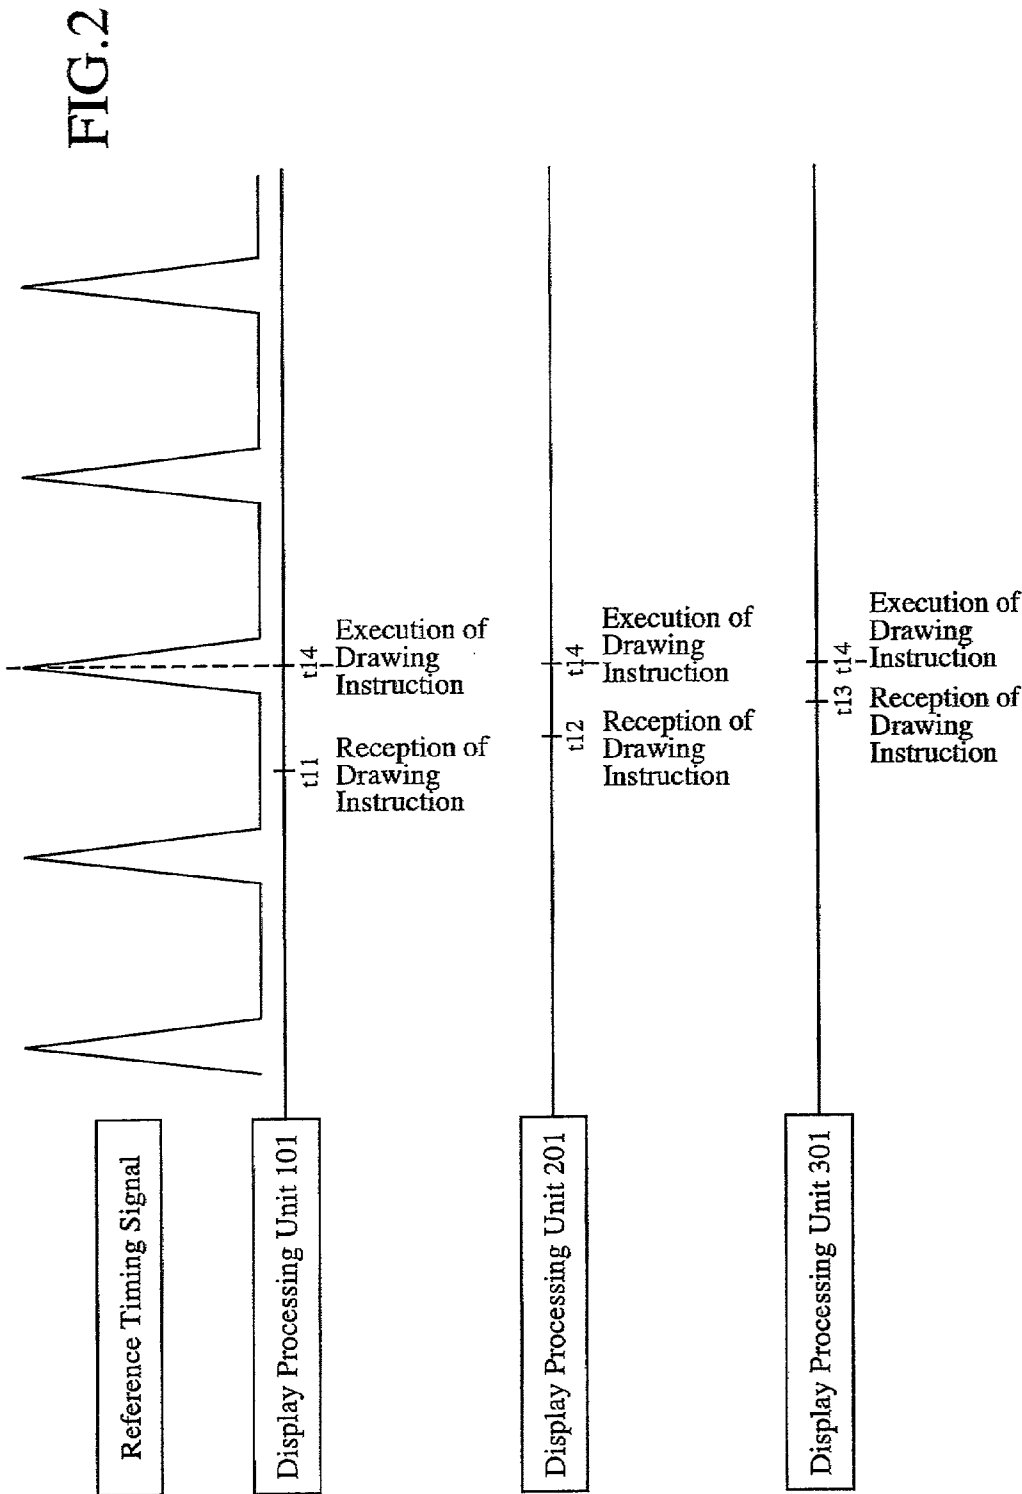 FIG.2
Reference Timing Signal
Display Processing Unit 101
t11
t14
Reception of
Drawing
Instruction
Execution of
Drawing
Instruction
Display Processing Unit 201
t12
t14
Reception of
Drawing
Instruction
Execution of
Drawing
Instruction
Display Processing Unit 301
t13
t14
Reception of
Drawing
Instruction
Execution of
Drawing
Instruction